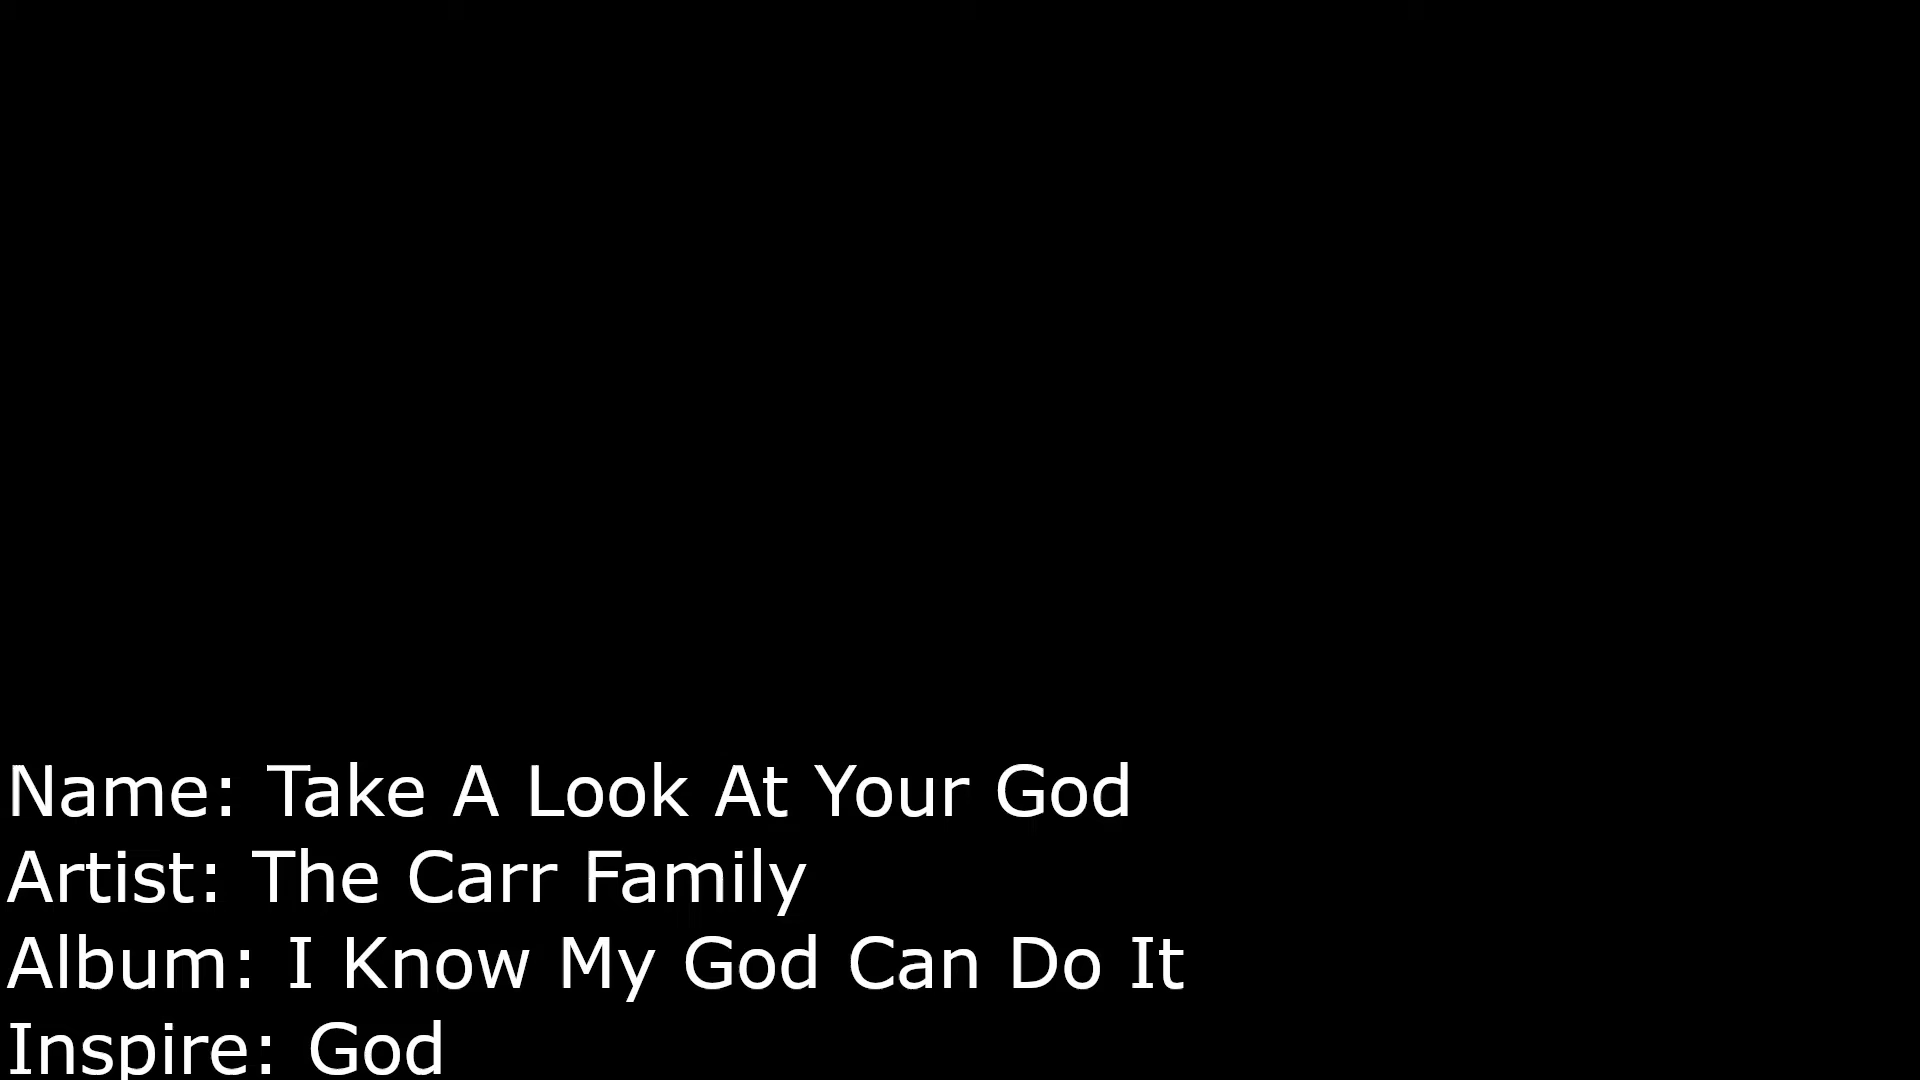 Name: Take A Look At Your God
Artist: The Carr Family
Album: I Know My God Can Do It
Inspire: God